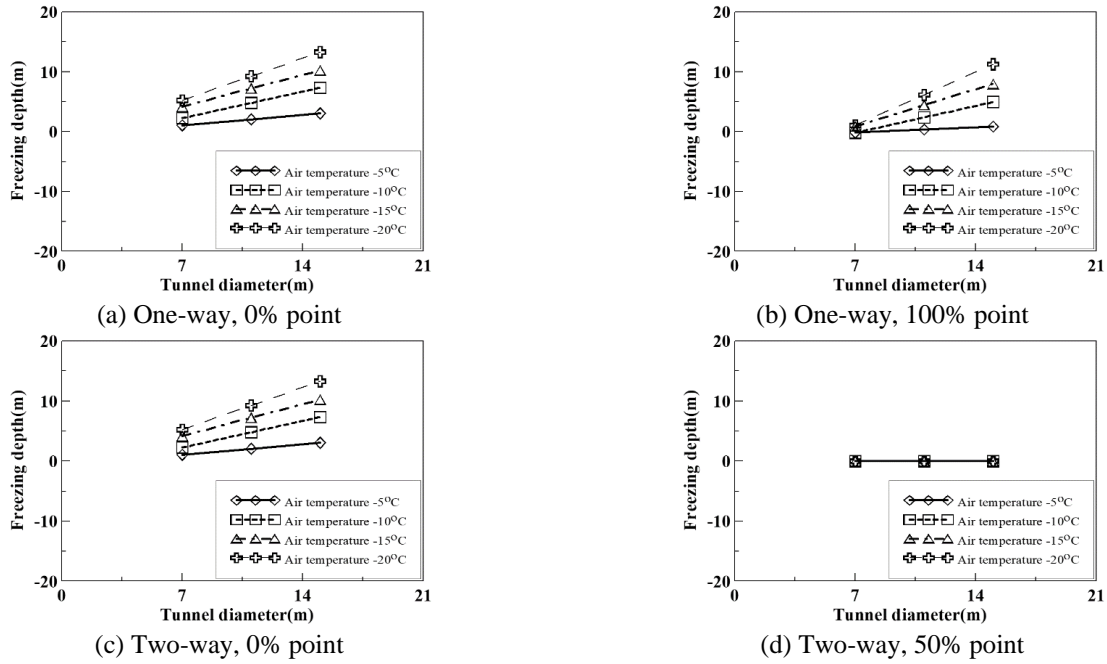 20
10
0
-10
-20
Freezing depth(m)
Air temperature -5°C
Air temperature -10°C
Air temperature -15°C
Air temperature -20°C
0 7 14 21
Tunnel diameter(m)
(a) One-way, 0% point
20
10
0
-10
-20
Freezing depth(m)
Air temperature -5°C
Air temperature -10°C
Air temperature -15°C
Air temperature -20°C
0 7 14 21
Tunnel diameter(m)
(b) One-way, 100% point
20
10
0
-10
-20
Freezing depth(m)
Air temperature -5°C
Air temperature -10°C
Air temperature -15°C
Air temperature -20°C
0 7 14 21
Tunnel diameter(m)
(c) Two-way, 0% point
20
10
0
-10
-20
Freezing depth(m)
Air temperature -5°C
Air temperature -10°C
Air temperature -15°C
Air temperature -20°C
0 7 14 21
Tunnel diameter(m)
(d) Two-way, 50% point